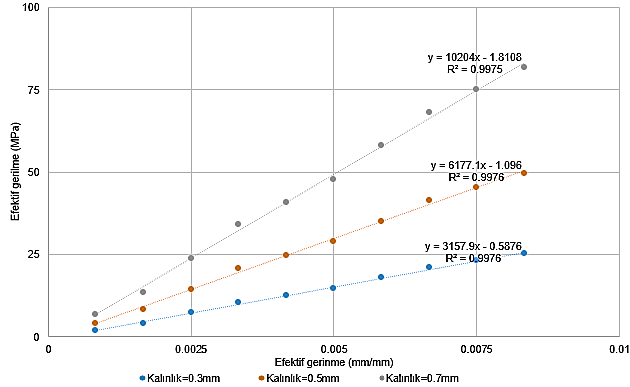 100
75
50
25
0
Efektif gerilme (MPa)
y = 10204x - 1.8108
R² = 0.9975
y = 6177.1x - 1.096
R² = 0.9976
y = 3157.9x - 0.5876
R² = 0.9976
0
0.0025
0.005
0.0075
0.01
Efektif gerinme (mm/mm)
Kalınlık=0.3mm
Kalınlık=0.5mm
Kalınlık=0.7mm